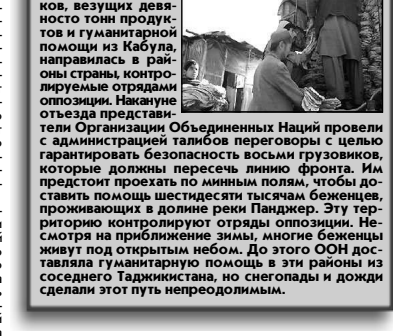 ков, везущих девя-
носто тонн продук-
тов и гуманитарной
помощи из Кабула,
направилась в рай-
оны страны, контро-
лируемые отрядами
оппозиции. Накануне
отъезда представи-
тели Организации Объединенных Наций провели
с администрацией талибов переговоры с целью
гарантировать безопасность восьми грузовиков,
которые должны пересечь линию фронта. Им
предстоит проехать по минным полям, чтобы до-
ставить помощь шестидесяти тысячам беженцев,
проживающих в долине реки Панджер. Эту тер-
риторию контролируют отряды оппозиции. Не-
смотря на приближение зимы, многие беженцы
живут под открытым небом. До этого ООН дос-
тавляла гуманитарную помощь в эти районы из
соседнего Таджикистана, но снегопады и дожди
сделали этот путь непреодолимым.